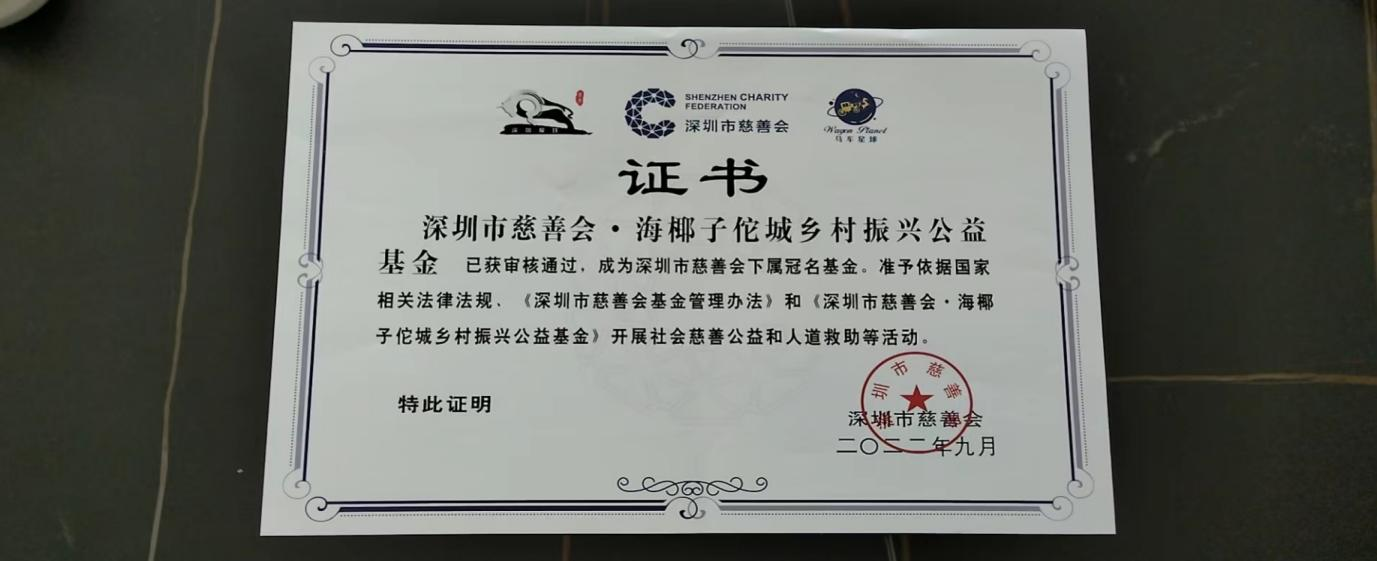 深圳星球
SHENZHEN CHARITY
FEDERATION
深圳市慈善会
Wagon Planet
马车星球
证书
深圳市慈善会·海椰子佗城乡村振兴公益
基金 已获审核通过，成为深圳市慈善会下属冠名基金。准予依据国家
相关法律法规、《深圳市慈善会基金管理办法》和《深圳市慈善会·海椰
子佗城乡村振兴公益基金》开展社会慈善公益和人道救助等活动。
特此证明
深圳市慈善会
深圳市慈善会
二〇二二年九月